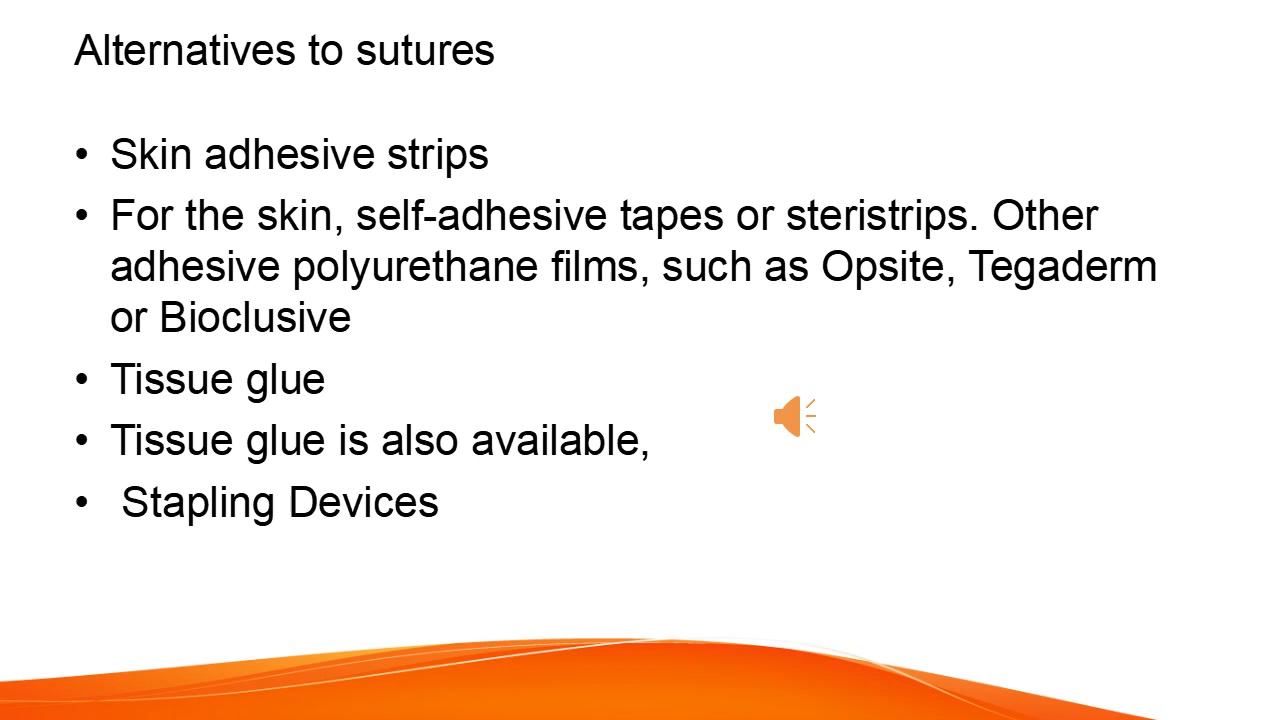 Alternatives to sutures
• Skin adhesive strips
• For the skin, self-adhesive tapes or steristrips. Other
adhesive polyurethane films, such as Opsite, Tegaderm
or Bioclusive
• Tissue glue
• Tissue glue is also available,
• Stapling Devices